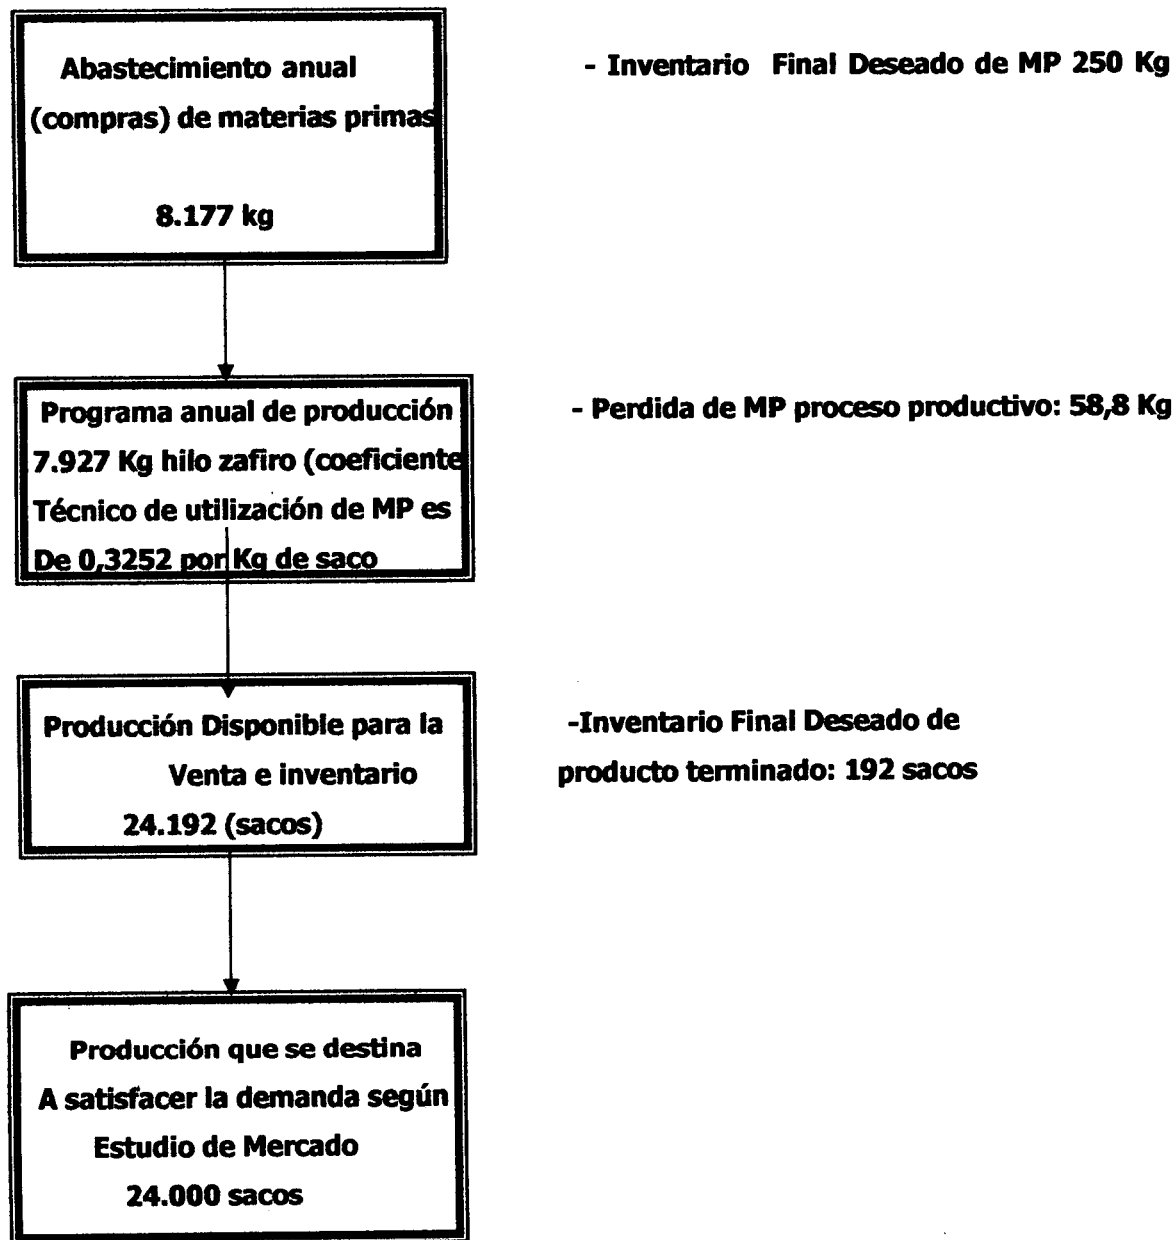 Abastecimiento anual
(compras) de materias primas
8.177 kg
- Inventario Final Deseado de MP 250 Kg
Programa anual de producción
7.927 Kg hilo zafiro (coeficiente
Técnico de utilización de MP es
De 0,3252 por Kg de saco
- Perdida de MP proceso productivo: 58,8 Kg
Producción Disponible para la
Venta e inventario
24.192 (sacos)
-Inventario Final Deseado de
producto terminado: 192 sacos
Producción que se destina
A satisfacer la demanda según
Estudio de Mercado
24.000 sacos